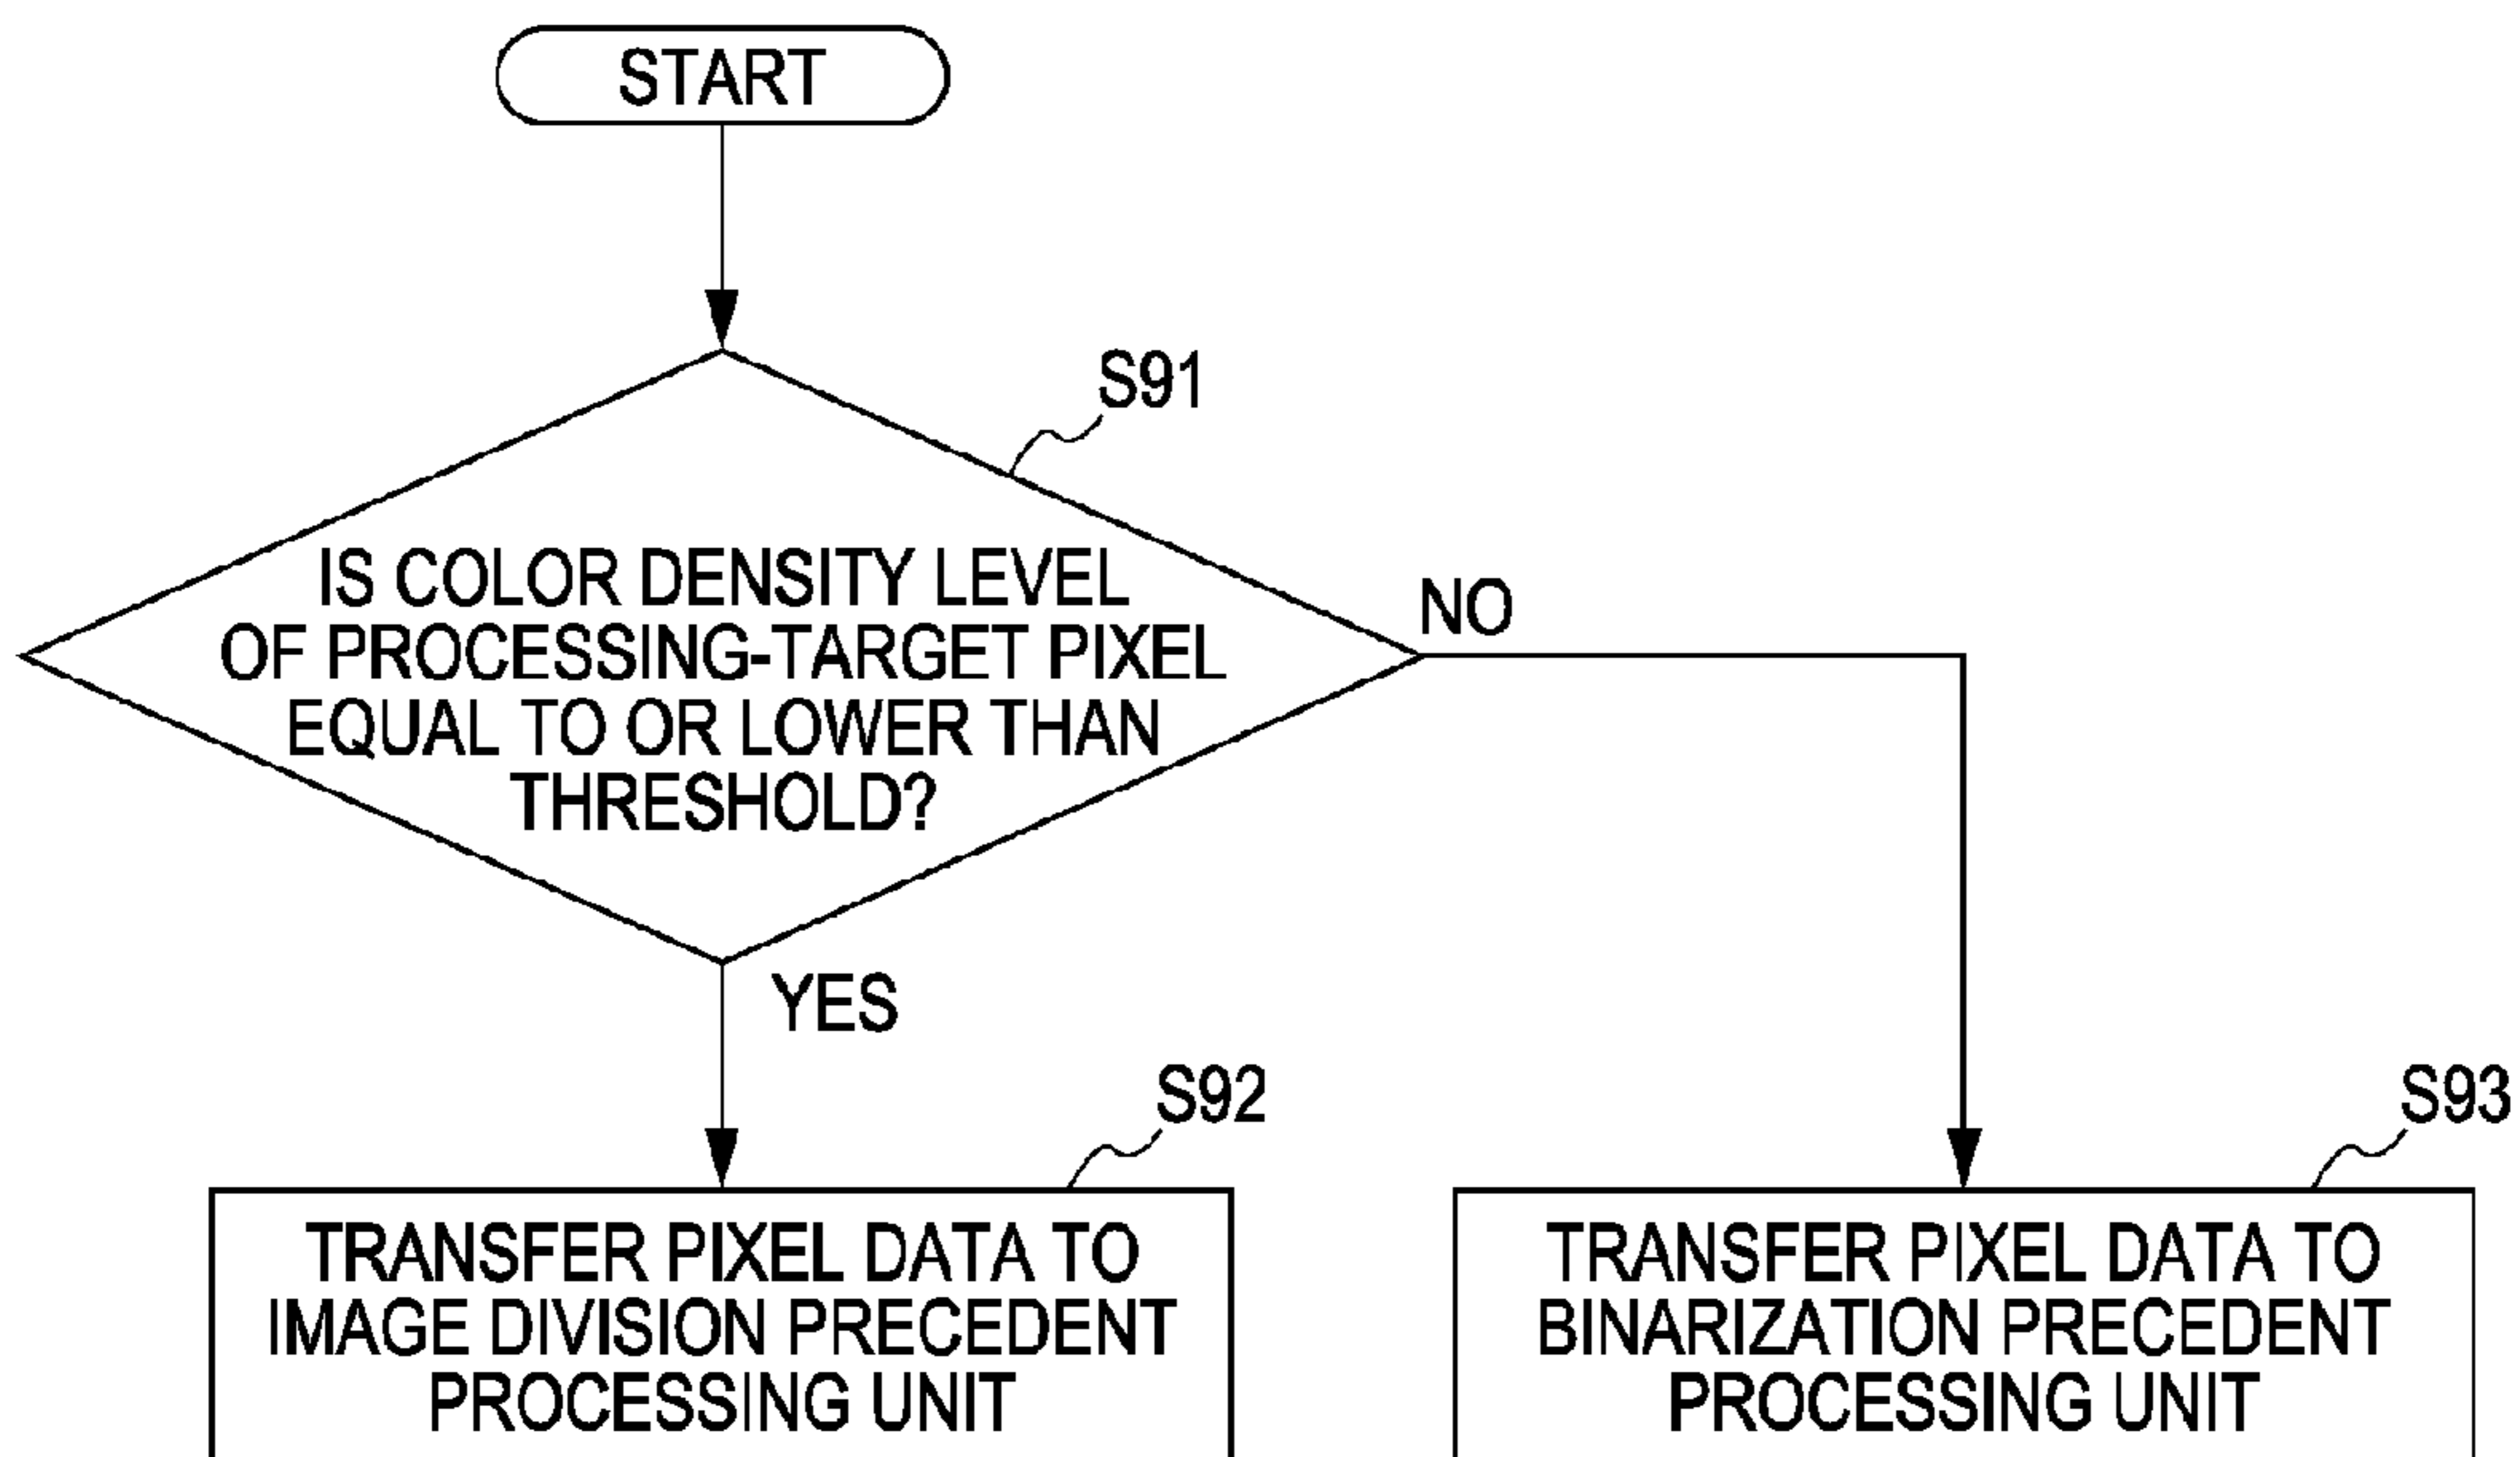 START
S91
IS COLOR DENSITY LEVEL
OF PROCESSING-TARGET PIXEL
EQUAL TO OR LOWER THAN
THRESHOLD?
NO
YES
S92
TRANSFER PIXEL DATA TO
IMAGE DIVISION PRECEDENT
PROCESSING UNIT
S93
TRANSFER PIXEL DATA TO
BINARIZATION PRECEDENT
PROCESSING UNIT